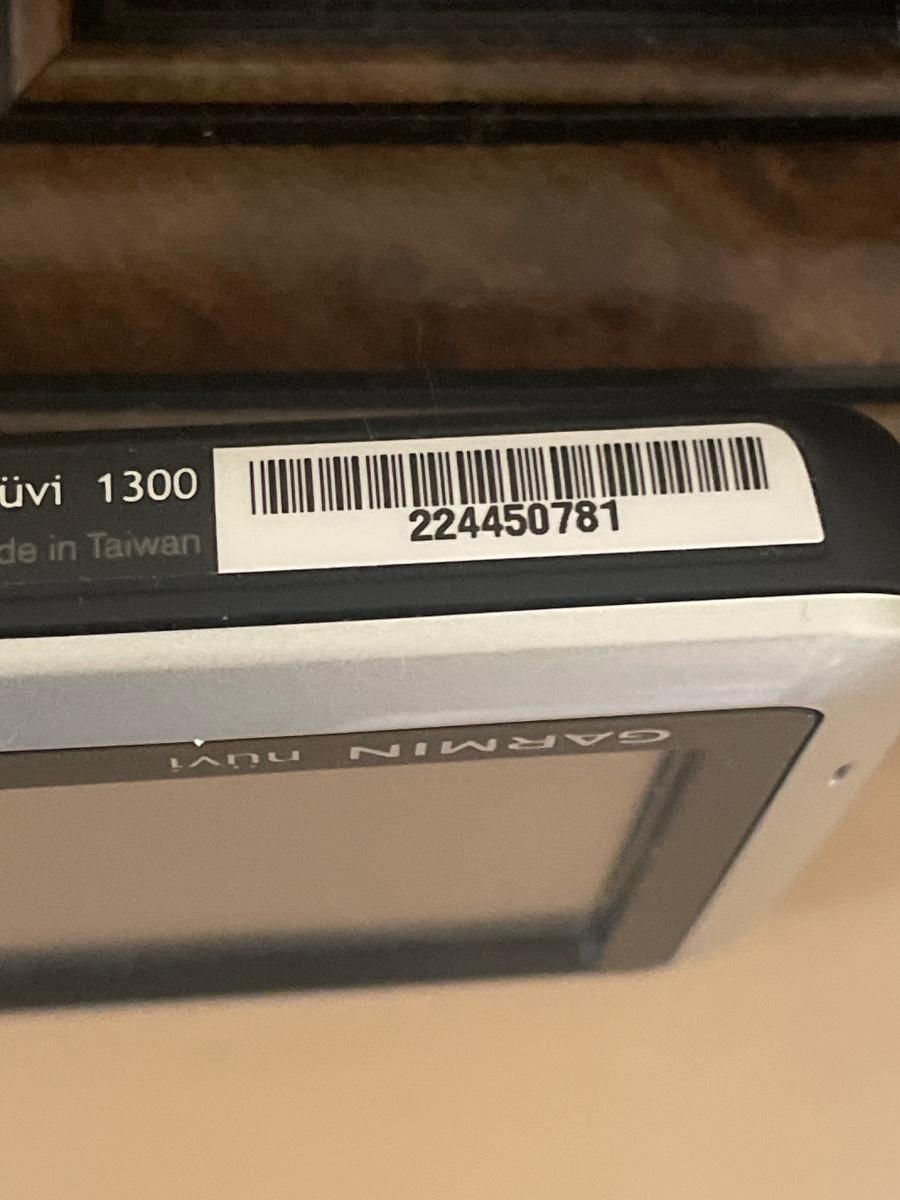 üvi 1300
de in Taiwan
224450781
GARMIN nüvi